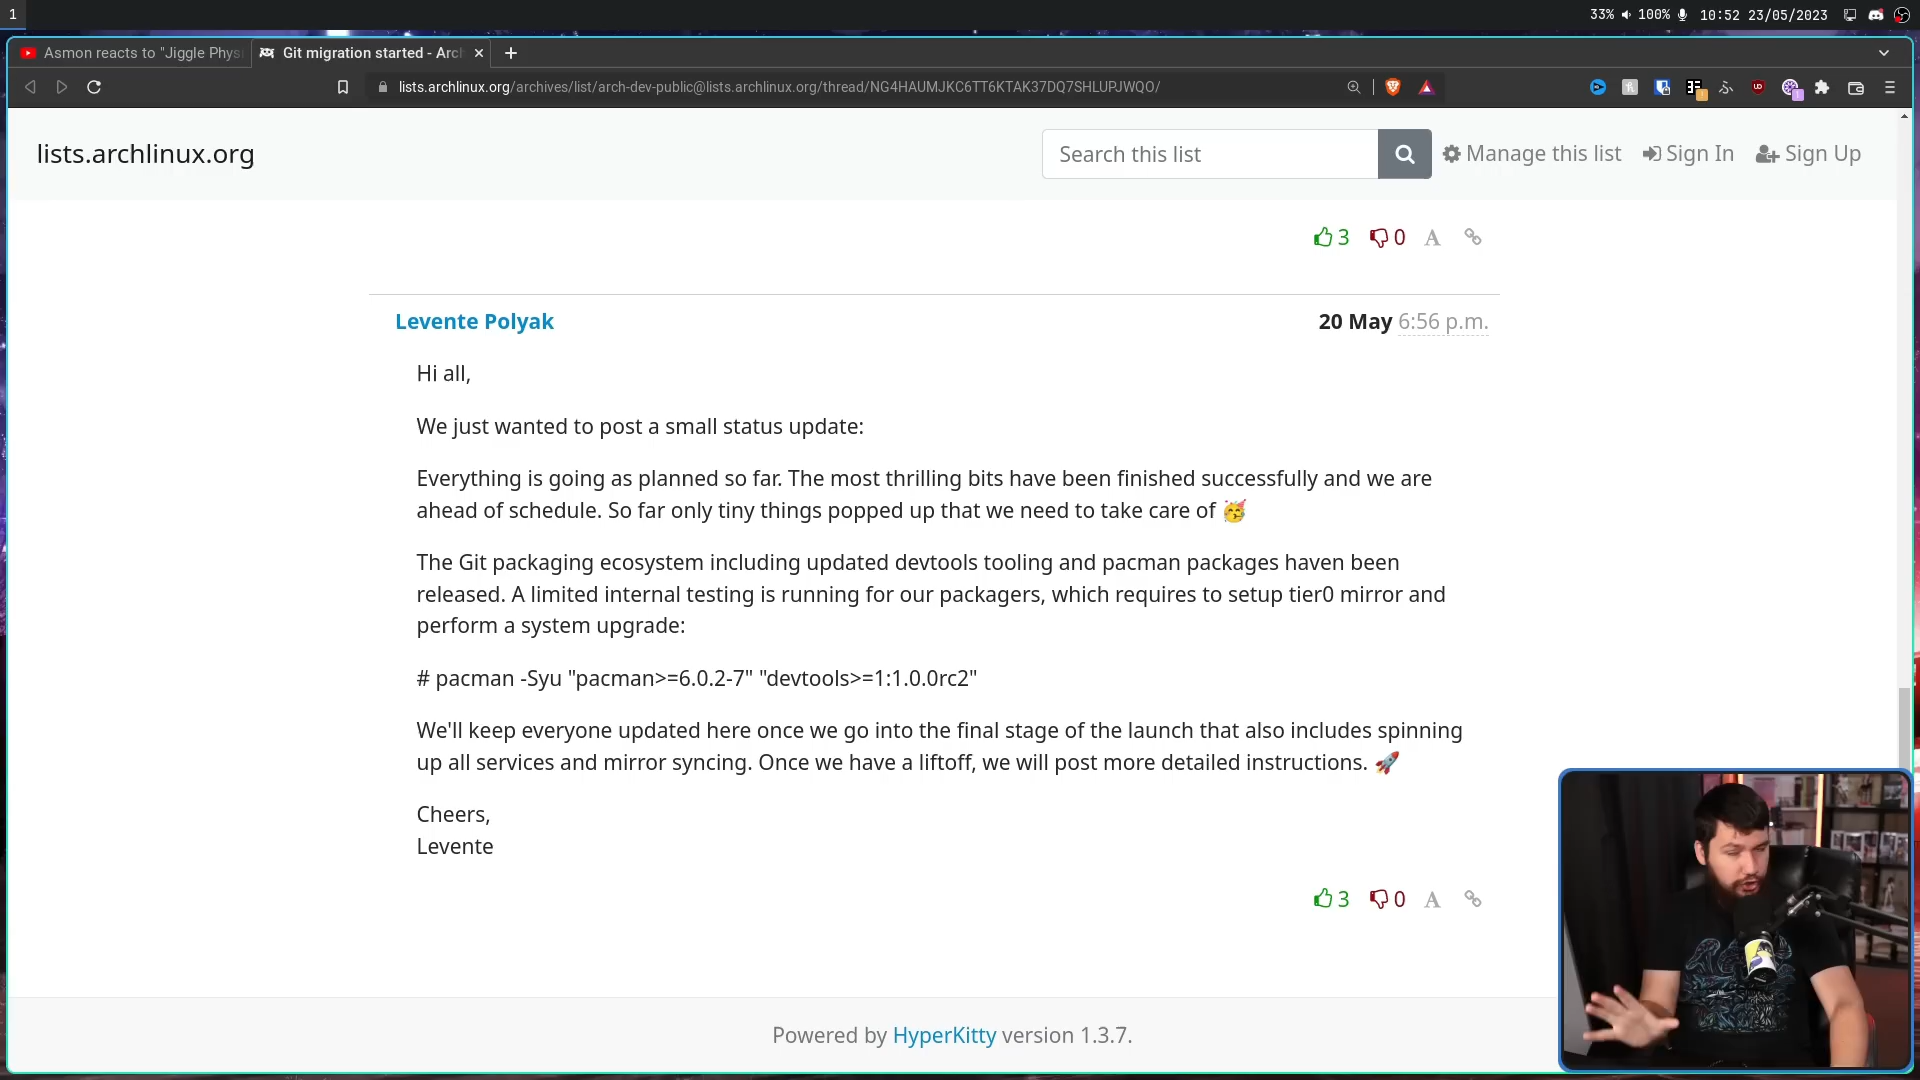 1
33% 100% 10:52 23/05/2023
Asmon reacts to "Jiggle Phys
Git migration started - Arc
lists.archlinux.org/archives/list/arch-dev-public@lists.archlinux.org/thread/NG4HAUMJKC6TT6KTAK37DQ7SHLUPJWQO/
lists.archlinux.org
Search this list
Manage this list
Sign In
Sign Up
3 0 A
Levente Polyak
20 May 6:56 p.m.
Hi all,
We just wanted to post a small status update:
Everything is going as planned so far. The most thrilling bits have been finished successfully and we are
ahead of schedule. So far only tiny things popped up that we need to take care of 🥳
The Git packaging ecosystem including updated devtools tooling and pacman packages haven been
released. A limited internal testing is running for our packagers, which requires to setup tier0 mirror and
perform a system upgrade:
# pacman -Syu "pacman>=6.0.2-7" "devtools>=1:1.0.0rc2"
We'll keep everyone updated here once we go into the final stage of the launch that also includes spinning
up all services and mirror syncing. Once we have a liftoff, we will post more detailed instructions. 🚀
Cheers,
Levente
3 0 A
Powered by HyperKitty version 1.3.7.